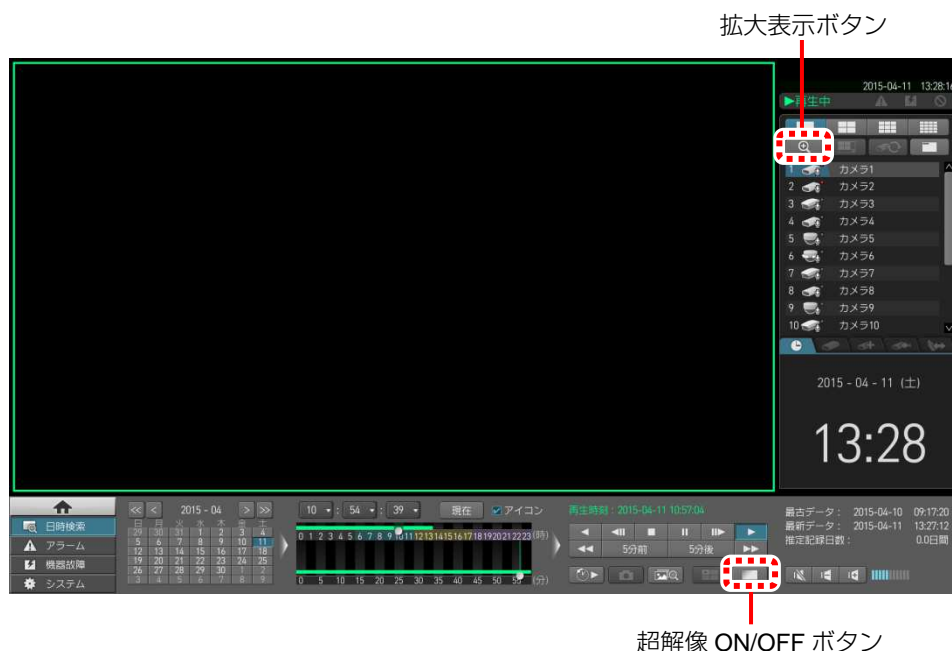 拡大表示ボタン
2015-04-11 13:28:16
▶再生中
1 カメラ1
2 カメラ2
3 カメラ3
4 カメラ4
5 カメラ5
6 カメラ6
7 カメラ7
8 カメラ8
9 カメラ9
10 カメラ10
2015 - 04 - 11 (土)
13:28
日時検索
アラーム
機器故障
システム
<< < 2015 - 04 > >>
日 月 火 水 木 金 土
29 30 31 1 2 3 4
5 6 7 8 9 10 11
12 13 14 15 16 17 18
19 20 21 22 23 24 25
26 27 28 29 30 1 2
3 4 5 6 7 8 9
10 : 54 : 39 現在 アイコン
0 1 2 3 4 5 6 7 8 9 10 11 12 13 14 15 16 17 18 19 20 21 22 23 (時)
0 5 10 15 20 25 30 35 40 45 50 55 (分)
再生時刻 : 2015-04-11 10:57:04
5分前 5分後
最古データ : 2015-04-10 09:17:20
最新データ : 2015-04-11 13:27:12
推定記録日数 : 0.0日間
超解像 ON/OFF ボタン